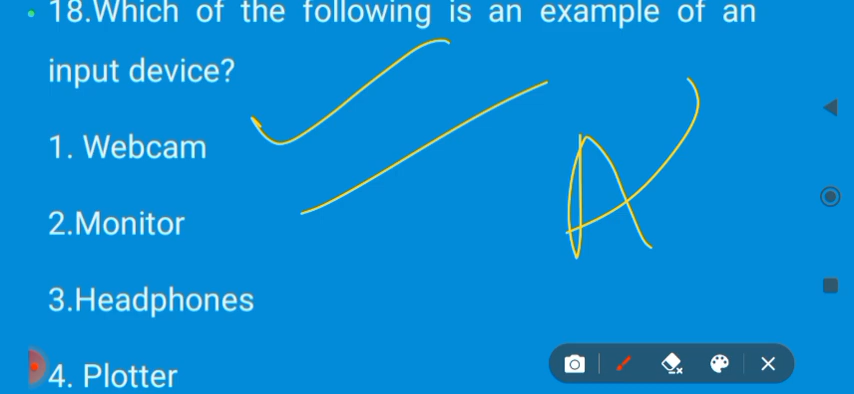 18.Which of the following is an example of an
input device?
1. Webcam
2.Monitor
3.Headphones
4. Plotter
A